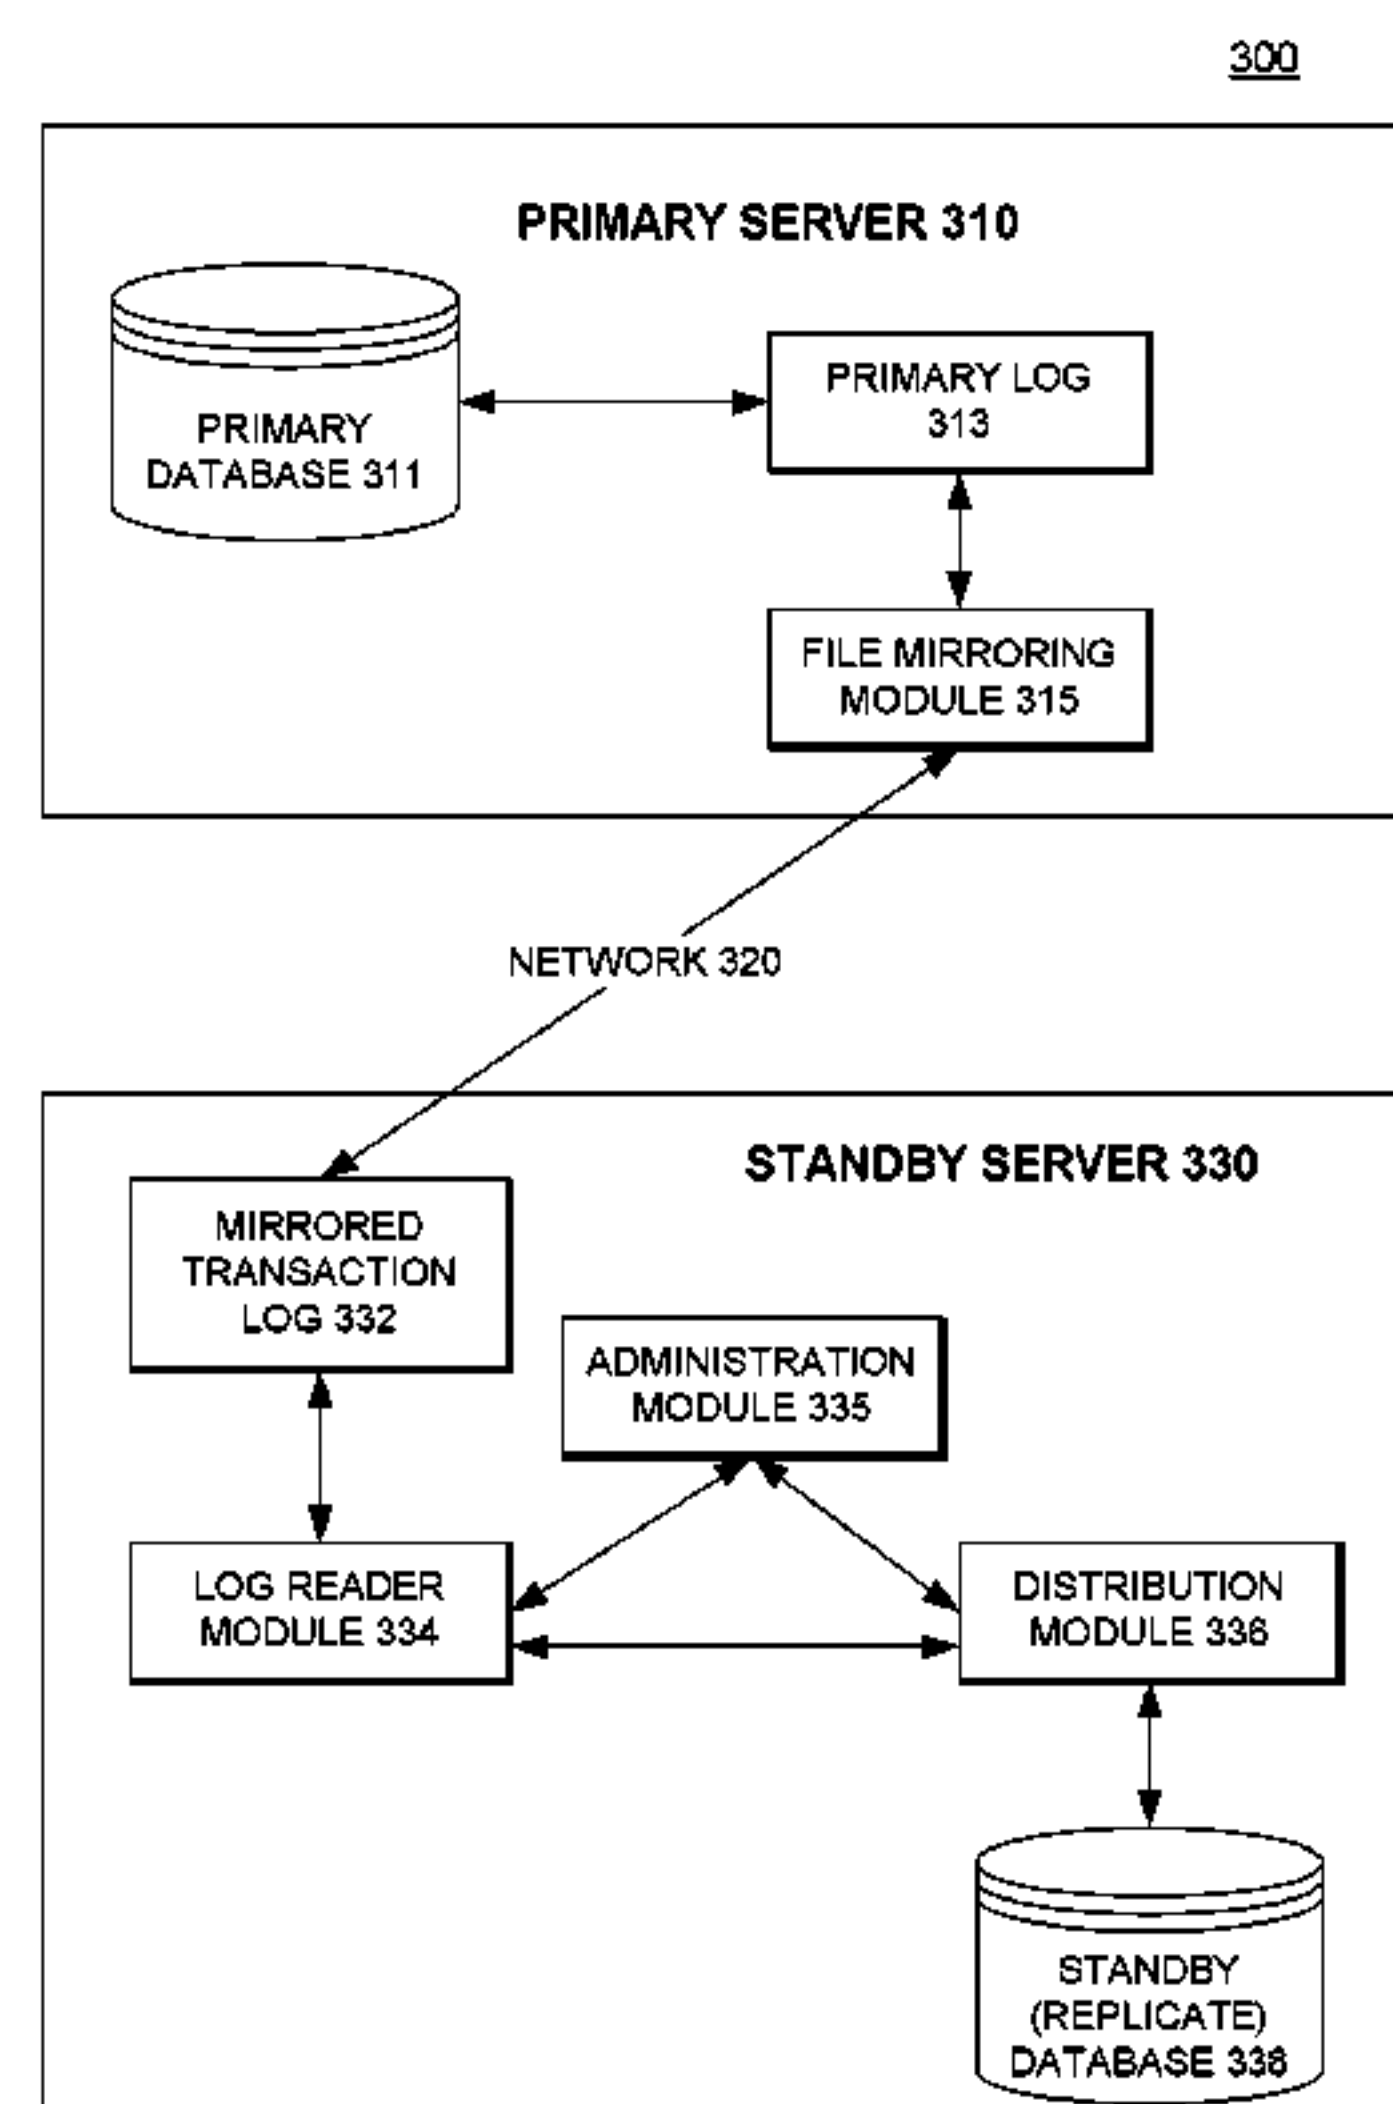 300
PRIMARY SERVER 310
PRIMARY
DATABASE 311
PRIMARY LOG
313
FILE MIRRORING
MODULE 315
NETWORK 320
STANDBY SERVER 330
MIRRORED
TRANSACTION
LOG 332
ADMINISTRATION
MODULE 335
LOG READER
MODULE 334
DISTRIBUTION
MODULE 336
STANDBY
(REPLICATE)
DATABASE 338